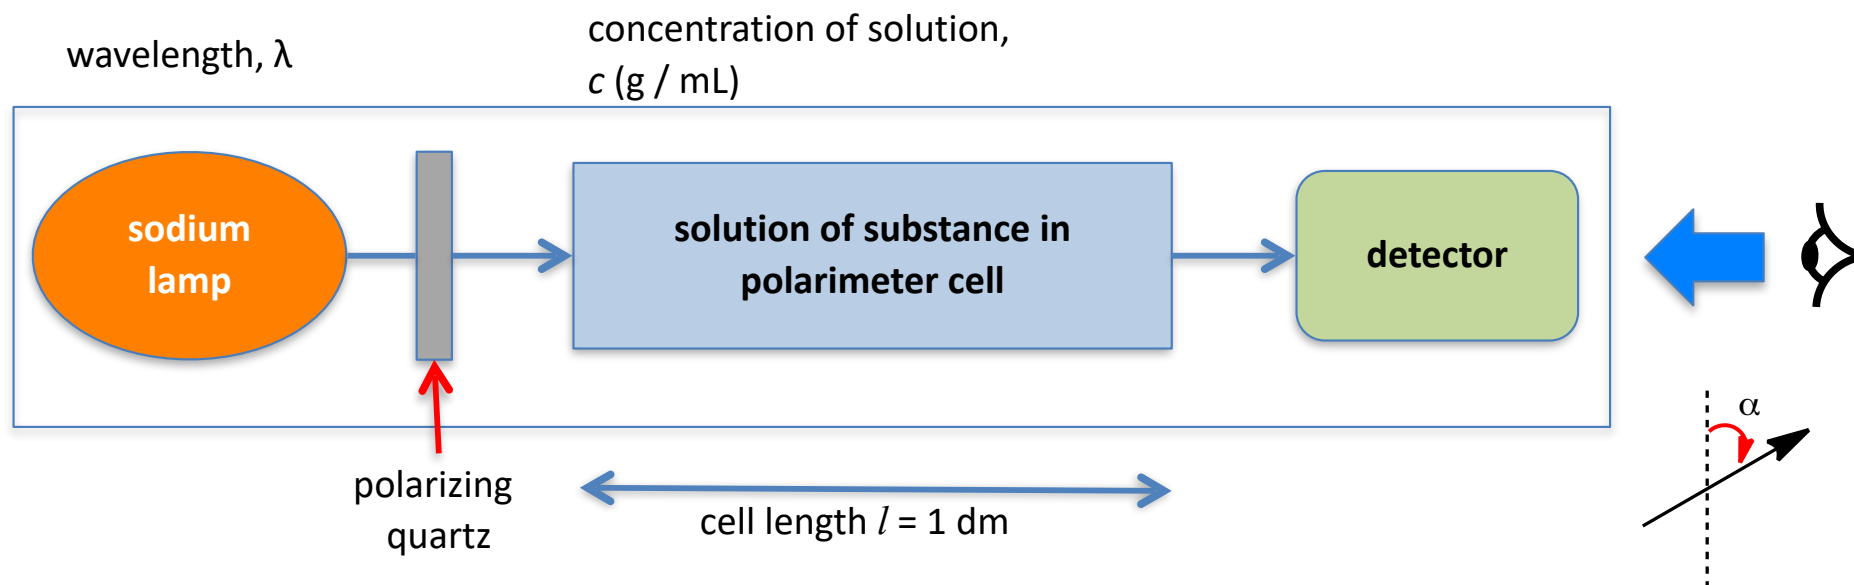 wavelength, λ
concentration of solution,
c (g / mL)
sodium
lamp
solution of substance in
polarimeter cell
detector
α
polarizing
quartz
cell length l = 1 dm